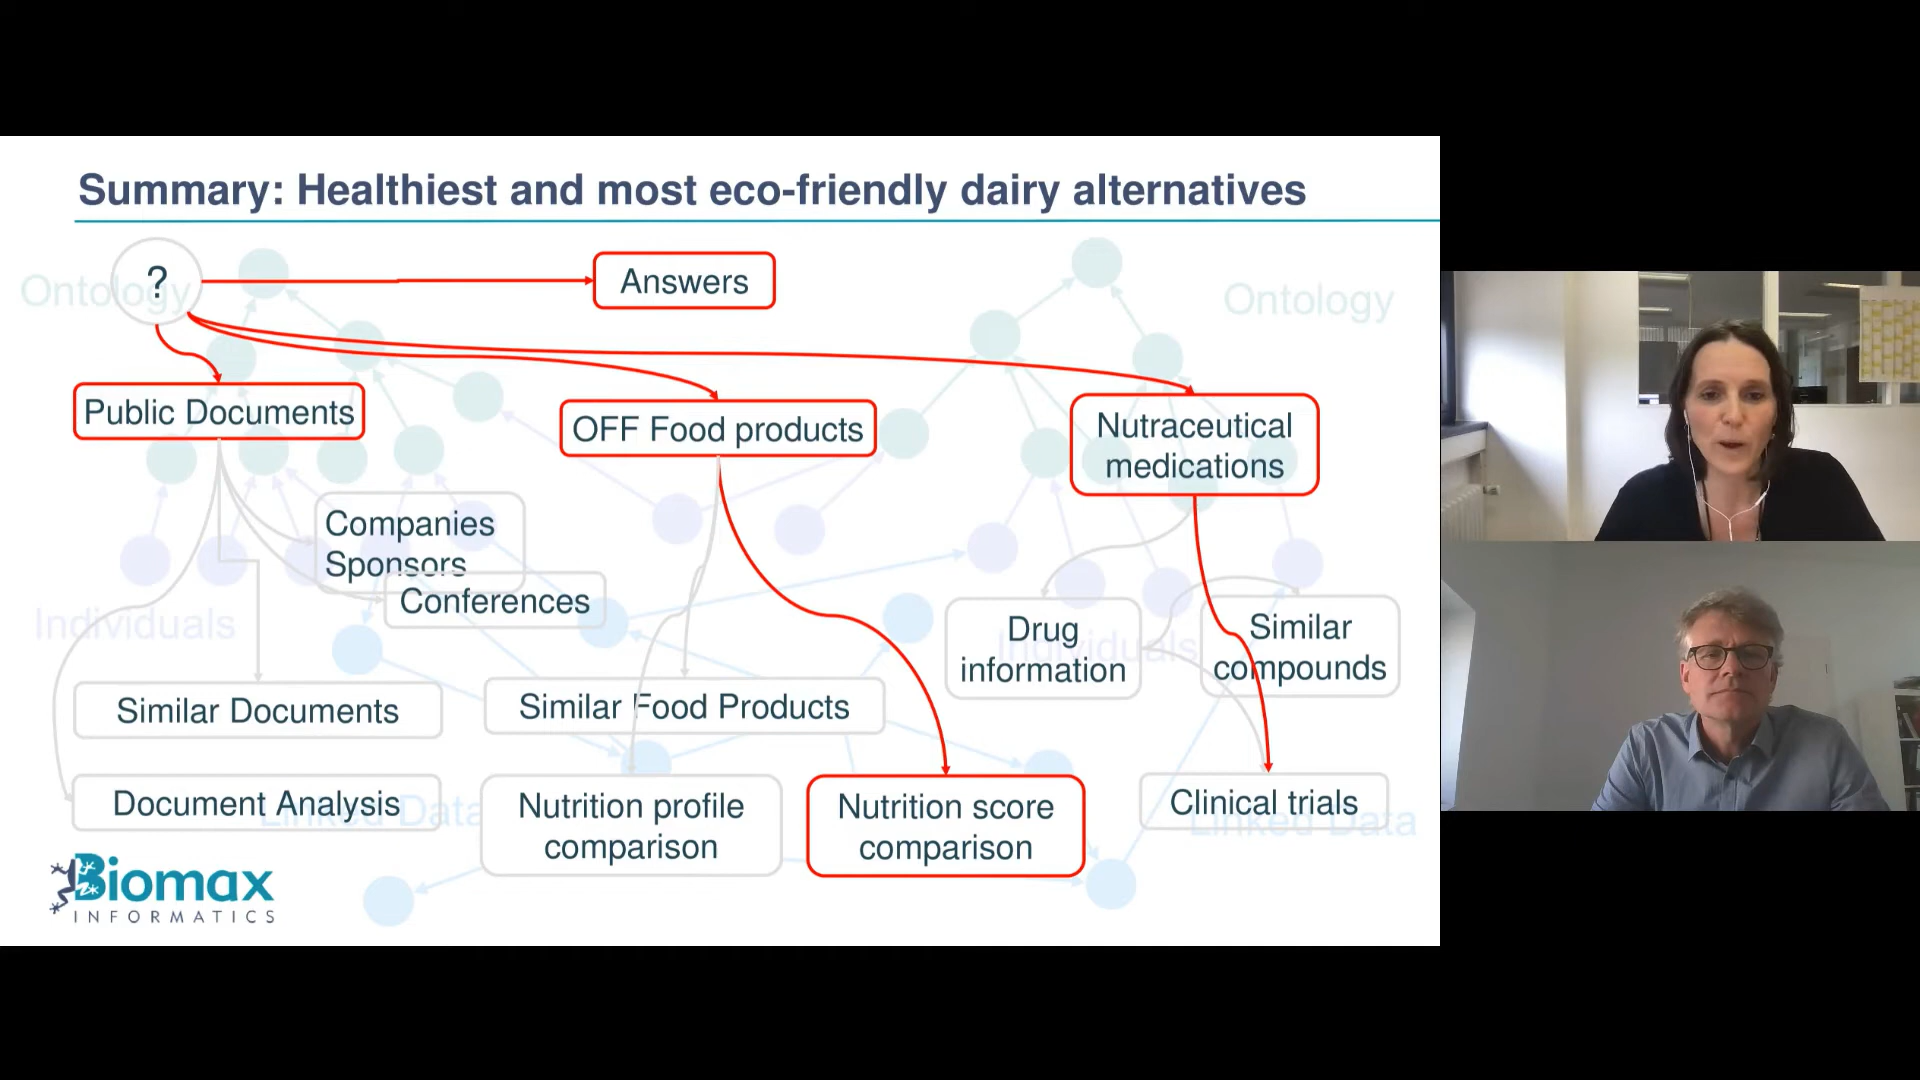 Summary: Healthiest and most eco-friendly dairy alternatives
?
Answers
Ontology
Ontology
Public Documents
OFF Food products
Nutraceutical
medications
Companies
Sponsors
Conferences
Individuals
Drug
information
Individuals
Similar
compounds
Similar Documents
Similar Food Products
Document Analysis
Linked Data
Nutrition profile
comparison
Nutrition score
comparison
Clinical trials
Linked Data
Biomax
INFORMATICS